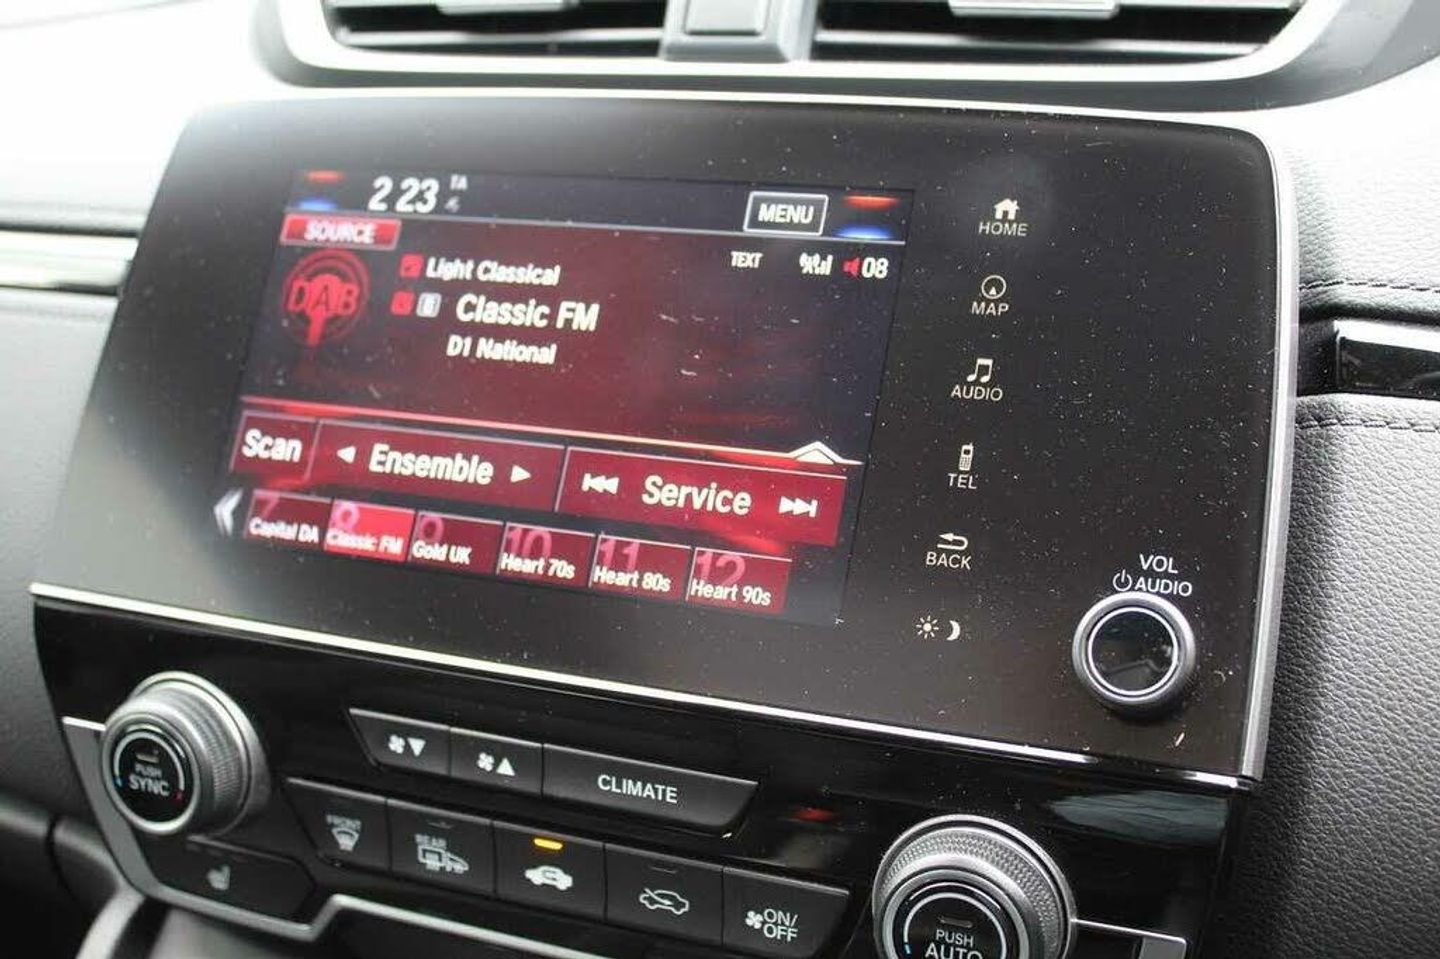 2 23 TA
MENU
SOURCE
Light Classical
TEXT
08
DAB
Classic FM
D1 National
Scan
Ensemble
Service
7 Capital DA
8 Classic FM
9 Gold UK
10 Heart 70s
11 Heart 80s
12 Heart 90s
HOME
MAP
AUDIO
TEL
BACK
VOL
AUDIO
PUSH
SYNC
CLIMATE
FRONT
REAR
ON/
OFF
PUSH
AUTO